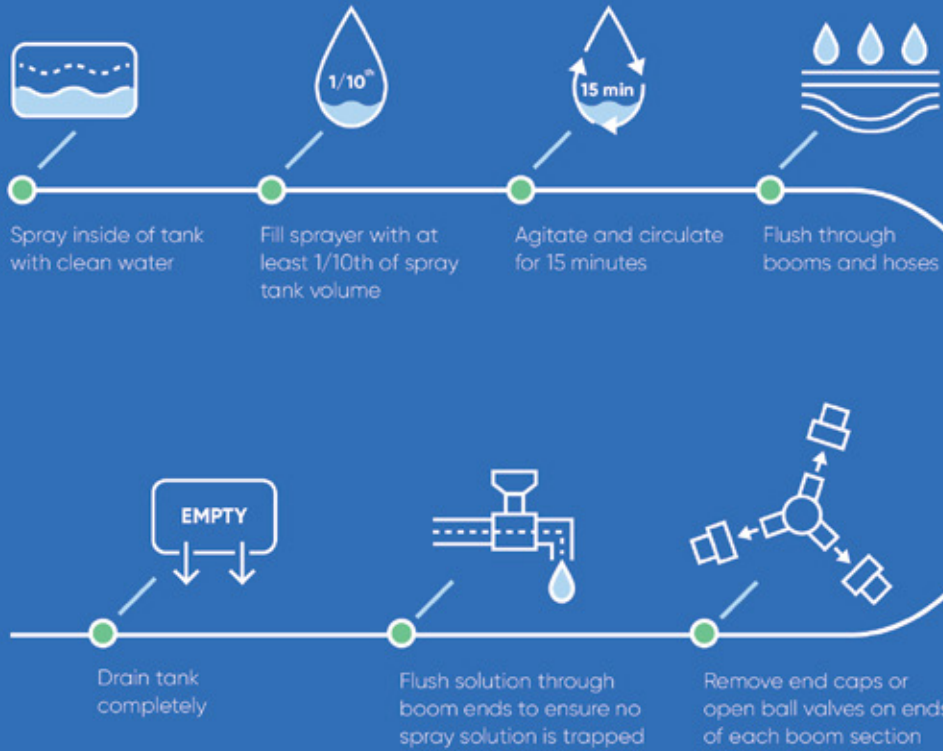 1/10th
15 min
Spray inside of tank
with clean water
Fill sprayer with at
least 1/10th of spray
tank volume
Agitate and circulate
for 15 minutes
Flush through
booms and hoses
EMPTY
Drain tank
completely
Flush solution through
boom ends to ensure no
spray solution is trapped
Remove end caps or
open ball valves on ends
of each boom section